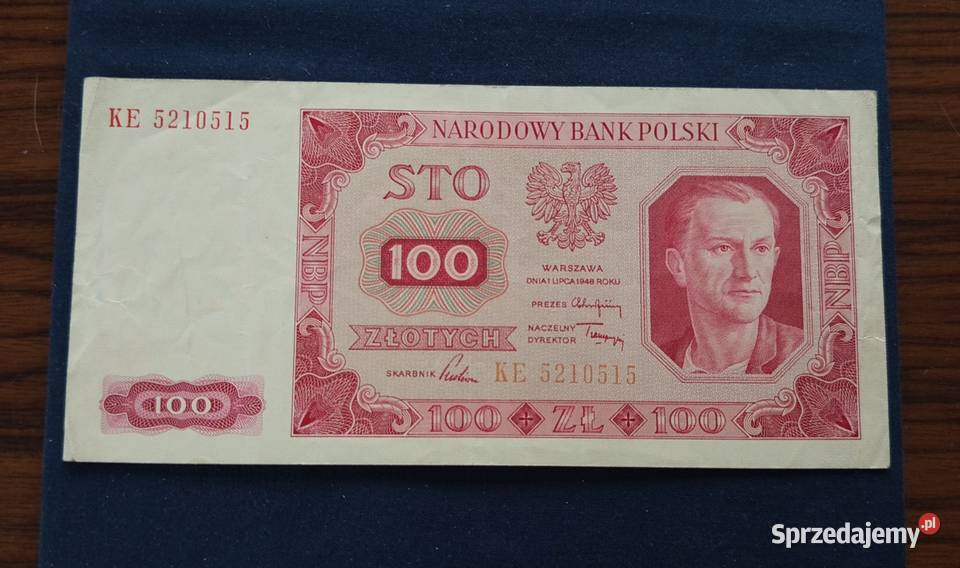 KE 5210515
NARODOWY BANK POLSKI
STO
100
ZŁOTYCH
WARSZAWA
DNIA 1 LIPCA 1948 ROKU
PREZES
NACZELNY
DYREKTOR
SKARBNIK
KE 5210515
NBP
NBP
100
100 ZŁ 100
Sprzedajemy.pl